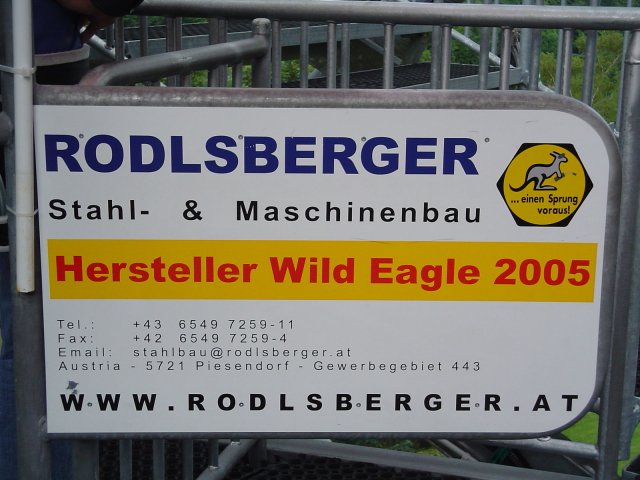 RODLSBERGER
...einen Sprung
voraus!
Stahl- & Maschinenbau
Hersteller Wild Eagle 2005
Tel.: +43 6549 7259-11
Fax: +42 6549 7259-4
Email: stahlbau@rodlsberger.at
Austria - 5721 Piesendorf - Gewerbegebiet 443
WWW.RODLSBERGER.AT